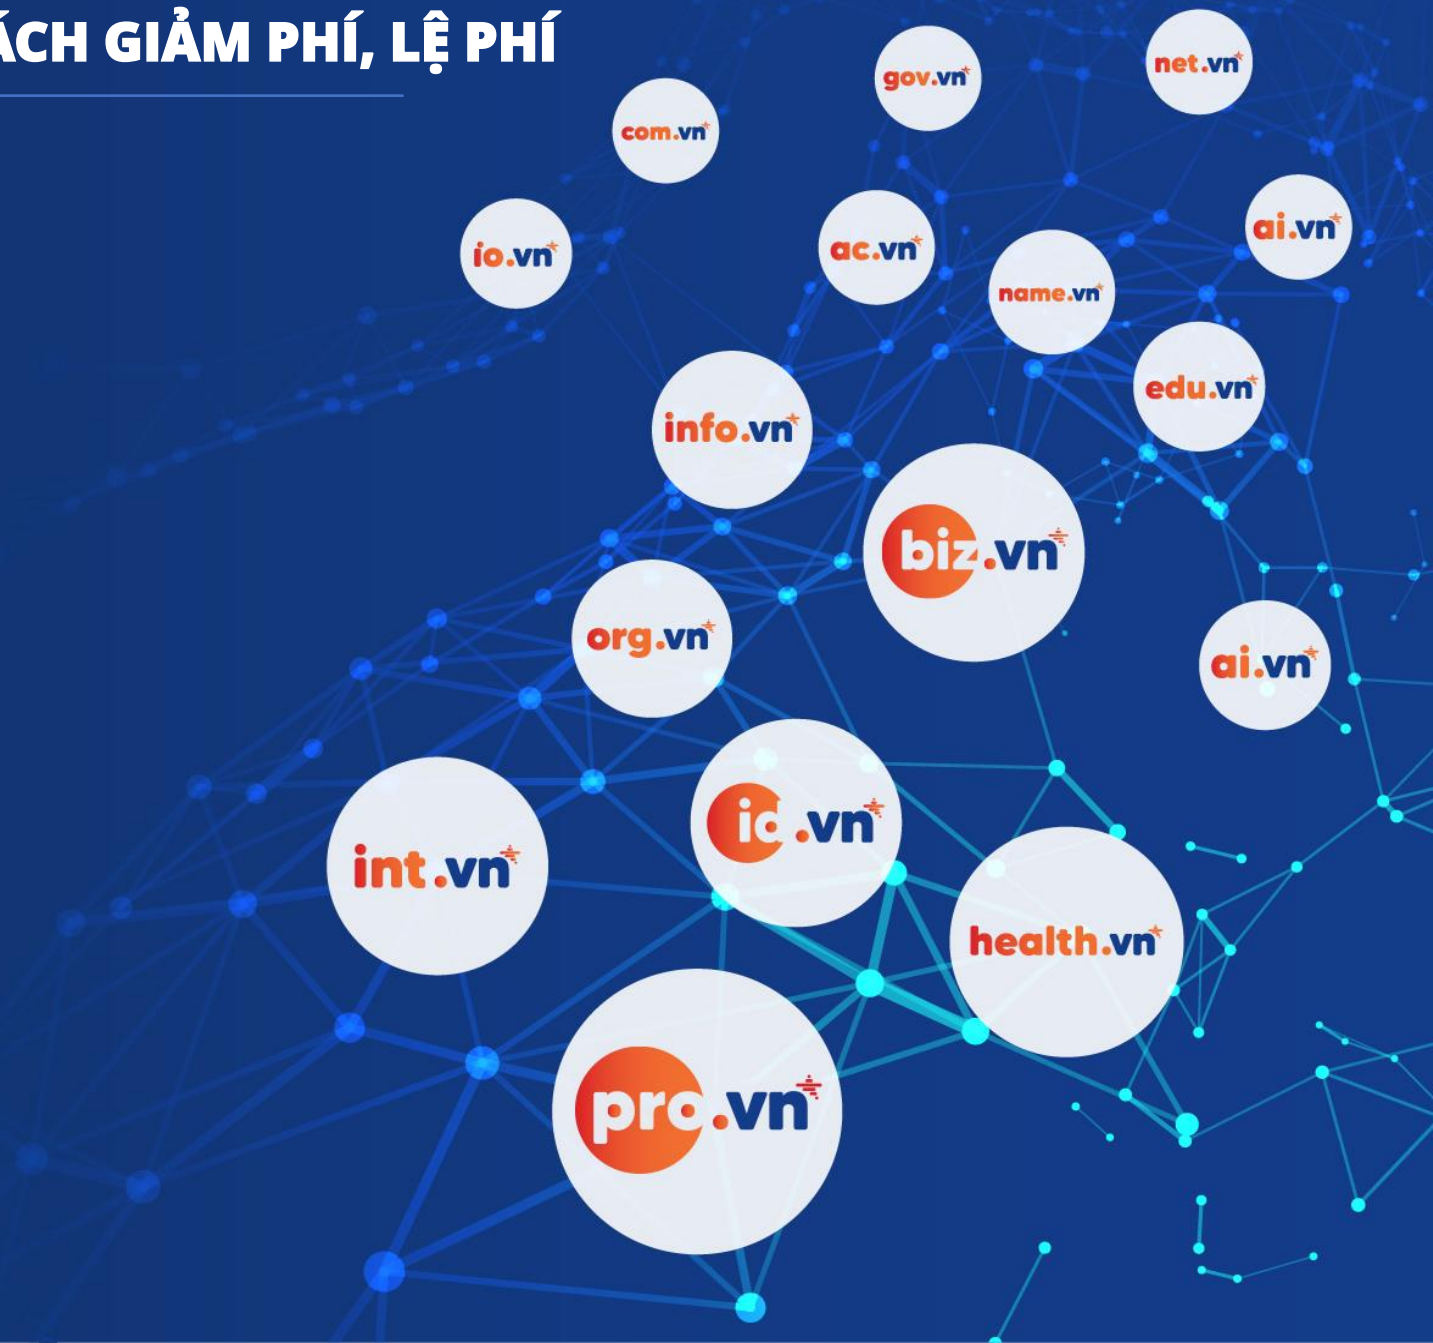 ÁCH GIẢM PHÍ, LỆ PHÍ
net.vn
gov.vn
com.vn
ai.vn
ac.vn
io.vn
name.vn
edu.vn
info.vn
biz.vn
org.vn
ai.vn
id.vn
int.vn
health.vn
pro.vn